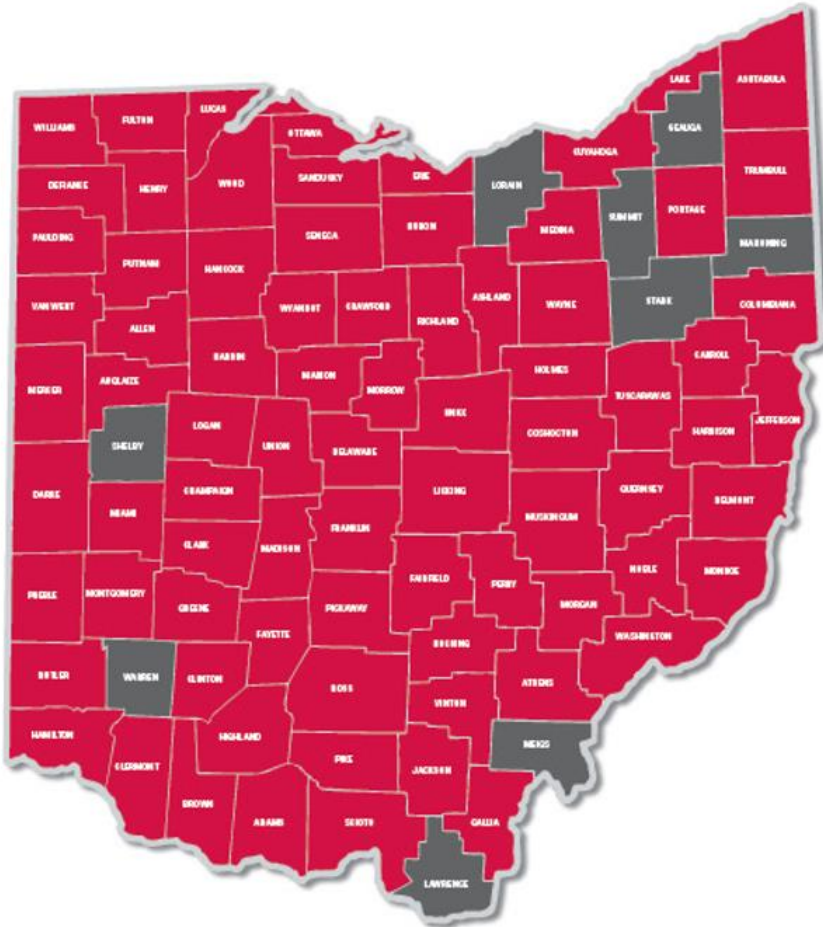 LAKE
ASHTABULA
LUCAS
FULTON
WILLIAMS
OTTAWA
GEAUGA
CUYAHOGA
TRUMBULL
ERIE
LORAIN
SANDUSKY
WOOD
HENRY
DEFIANCE
PORTAGE
SUMMIT
MEDINA
HURON
SENECA
PAULDING
MAHONING
PUTNAM
HANCOCK
STARK
COLUMBIANA
ASHLAND
WAYNE
VAN WERT
WYANDOT
CRAWFORD
RICHLAND
ALLEN
HARDIN
CARROLL
HOLMES
MARION
MORROW
MERCER
AUGLAIZE
TUSCARAWAS
KNOX
JEFFERSON
LOGAN
UNION
COSHOCTON
HARRISON
SHELBY
DELAWARE
CHAMPAIGN
LICKING
GUERNSEY
DARKE
BELMONT
MIAMI
MUSKINGUM
FRANKLIN
CLARK
MADISON
FAIRFIELD
PERRY
NOBLE
MONROE
PREBLE
MONTGOMERY
GREENE
PICKAWAY
MORGAN
FAYETTE
WASHINGTON
HOCKING
BUTLER
WARREN
CLINTON
ROSS
ATHENS
VINTON
HAMILTON
HIGHLAND
MEIGS
CLERMONT
PIKE
JACKSON
BROWN
ADAMS
SCIOTO
GALLIA
LAWRENCE